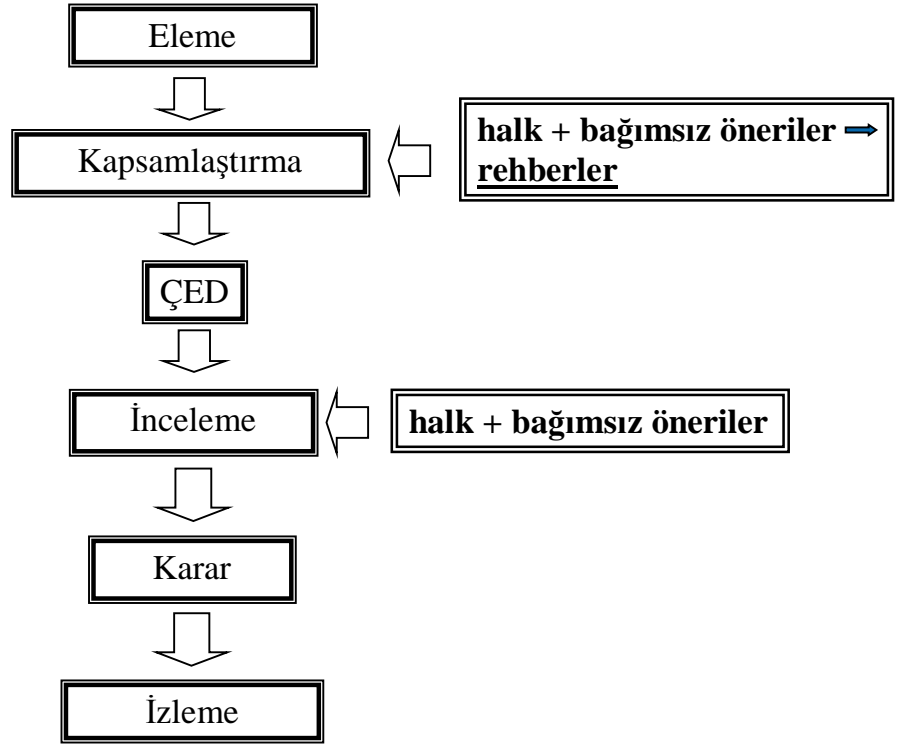 Eleme
Kapsamlaştırma
halk + bağımsız öneriler →
rehberler
ÇED
İnceleme
halk + bağımsız öneriler
Karar
İzleme